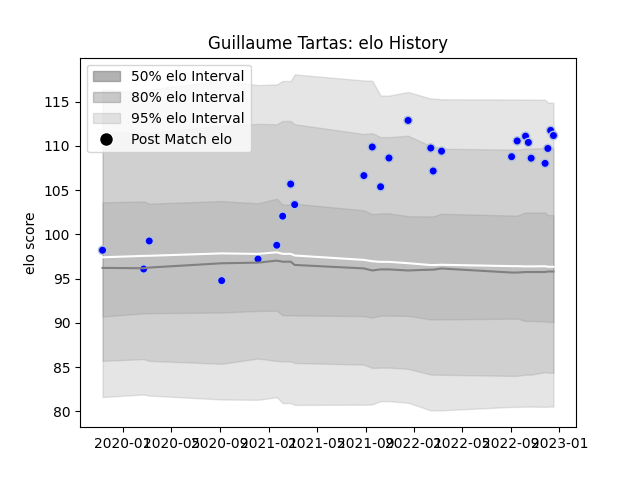 Guillaume Tartas: elo History
50% elo Interval
80% elo Interval
95% elo Interval
Post Match elo
elo score
115
110
105
100
95
90
85
80
2020-01 2020-05 2020-09 2021-01 2021-05 2021-09 2022-01 2022-05 2022-09 2023-01